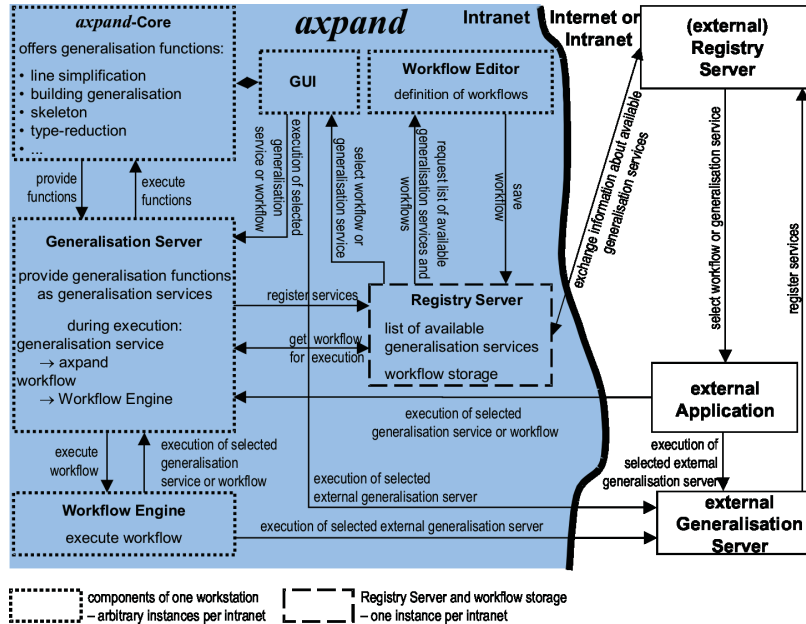 axpand
Intranet
Internet or
Intranet
axpand-Core
offers generalisation functions:
• line simplification
• building generalisation
• skeleton
• type-reduction
• ...
GUI
Workflow Editor
definition of workflows
(external)
Registry
Server
provide
functions
execute
functions
execution of selected
generalisation
service or workflow
select workflow or
generalisation service
request list of available
generalisation services and
workflows
save
workflow
exchange information about available
generalisation services
select workflow or generalisation service
register services
Generalisation Server
provide generalisation functions
as generalisation services
during execution:
generalisation service
→ axpand
workflow
→ Workflow Engine
register services
get workflow
for execution
Registry Server
list of available
generalisation services
workflow storage
external
Application
execution of selected
generalisation service or workflow
execute
workflow
execution of selected
generalisation
service or workflow
execution of selected
external generalisation server
execution of
selected external
generalisation server
Workflow Engine
execute workflow
execution of selected external generalisation server
external
Generalisation
Server
components of one workstation
– arbitrary instances per intranet
Registry Server and workflow storage
– one instance per intranet